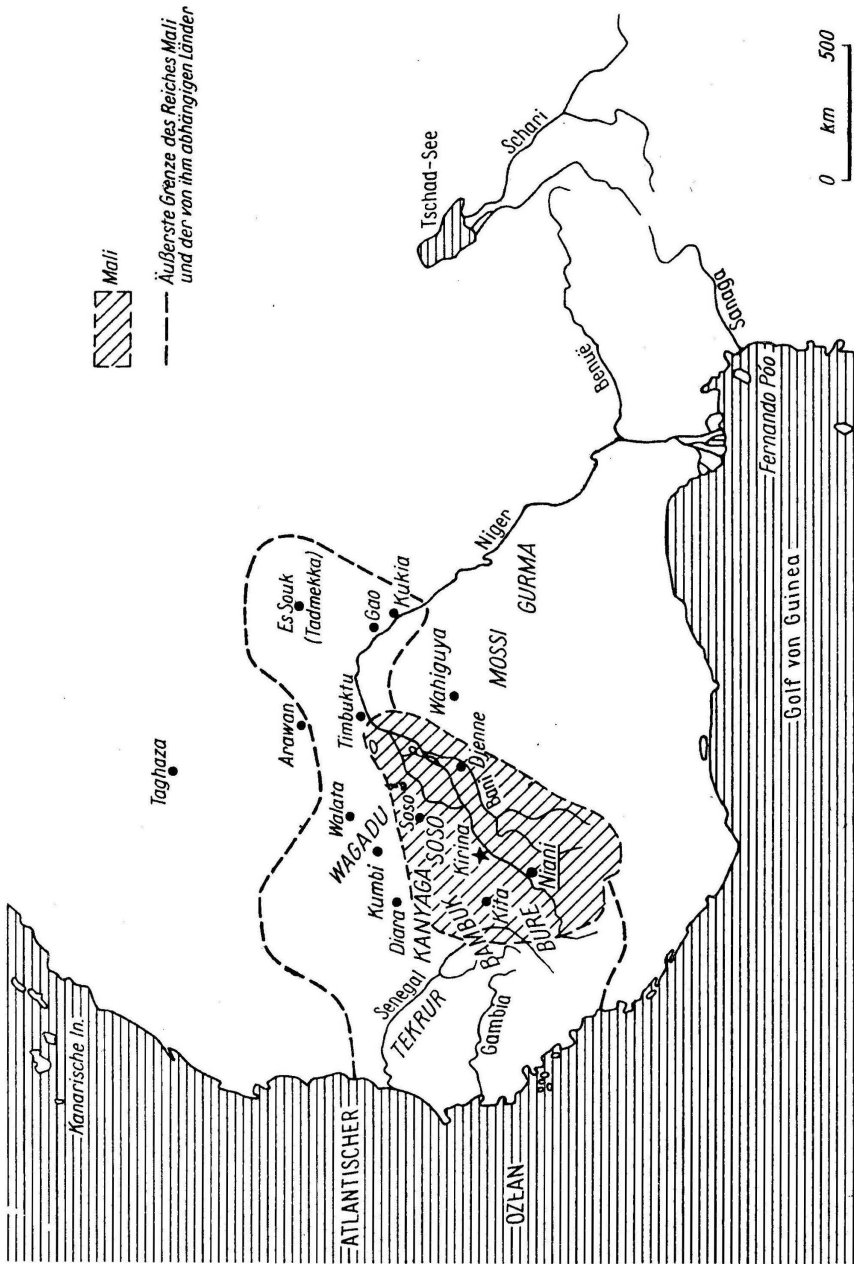 Mali
Äußerste Grenze des Reiches Mali
und der von ihm abhängigen Länder
Kanarische In.
Taghaza
Arawan
Es Souk
(Tadmekka)
Walata
Timbuktu
Gao
Kukia
Tschad-See
Schari
WAGADU
Kumbi
Diara
KANYAGA
SOSO
Soso
Senegal
TEKRUR
Gambia
BAMBUK
Kita
BURE
Kirina
Niani
Bani
Djenne
Wahiguya
MOSSI
GURMA
Niger
Benuë
Sanaga
Fernando Póo
Golf von Guinea
ATLANTISCHER
OZEAN
0 km 500